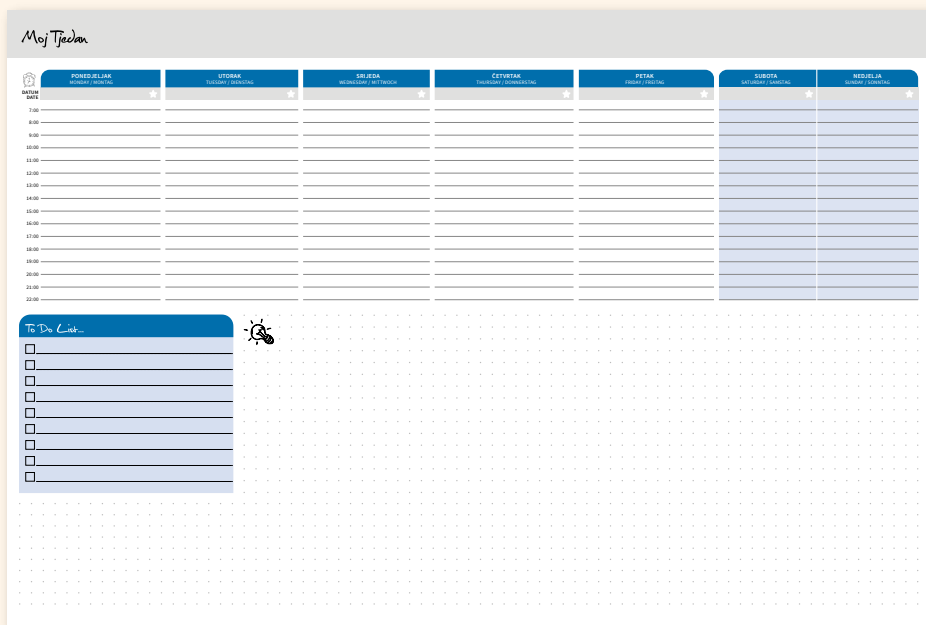 Moj Tjedan
PONEDJELJAK
MONDAY / MONTAG
UTORAK
TUESDAY / DIENSTAG
SRIJEDA
WEDNESDAY / MITTWOCH
ČETVRTAK
THURSDAY / DONNERSTAG
PETAK
FRIDAY / FREITAG
SUBOTA
SATURDAY / SAMSTAG
NEDJELJA
SUNDAY / SONNTAG
DATUM
DATE
7:00
8:00
9:00
10:00
11:00
12:00
13:00
14:00
15:00
16:00
17:00
18:00
19:00
20:00
21:00
22:00
To Do List...